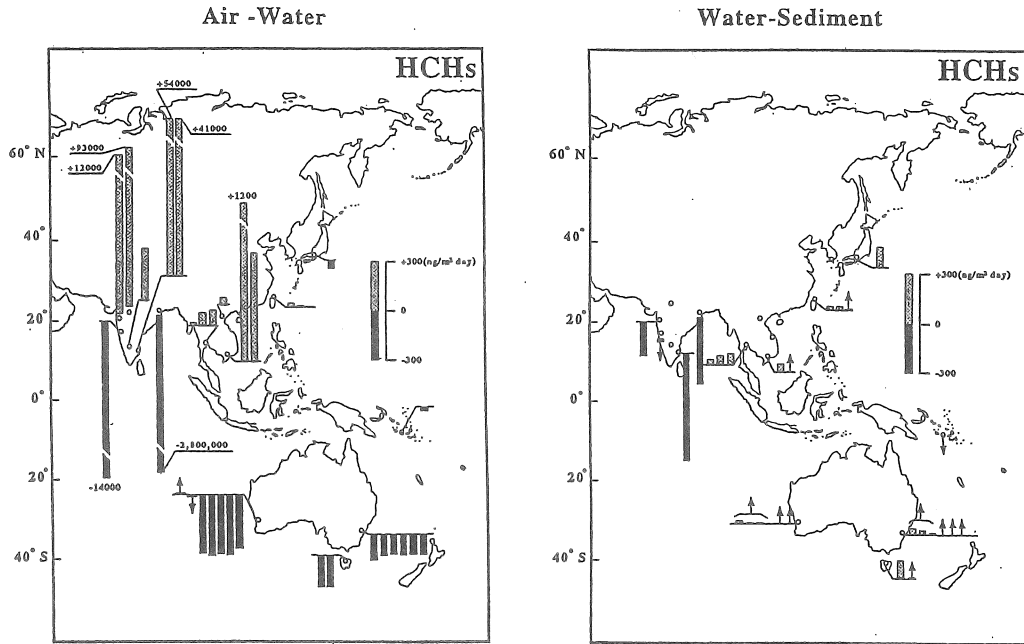 Air -Water
HCHs
+54000
+41000
+93000
+12000
+1200
60° N
40°
20°
0°
20°
40° S
+300(ng/m² day)
0
-300
-14000
-2,800,000
Water-Sediment
HCHs
60° N
40°
20°
0°
20°
40° S
+300(ng/m² day)
0
-300